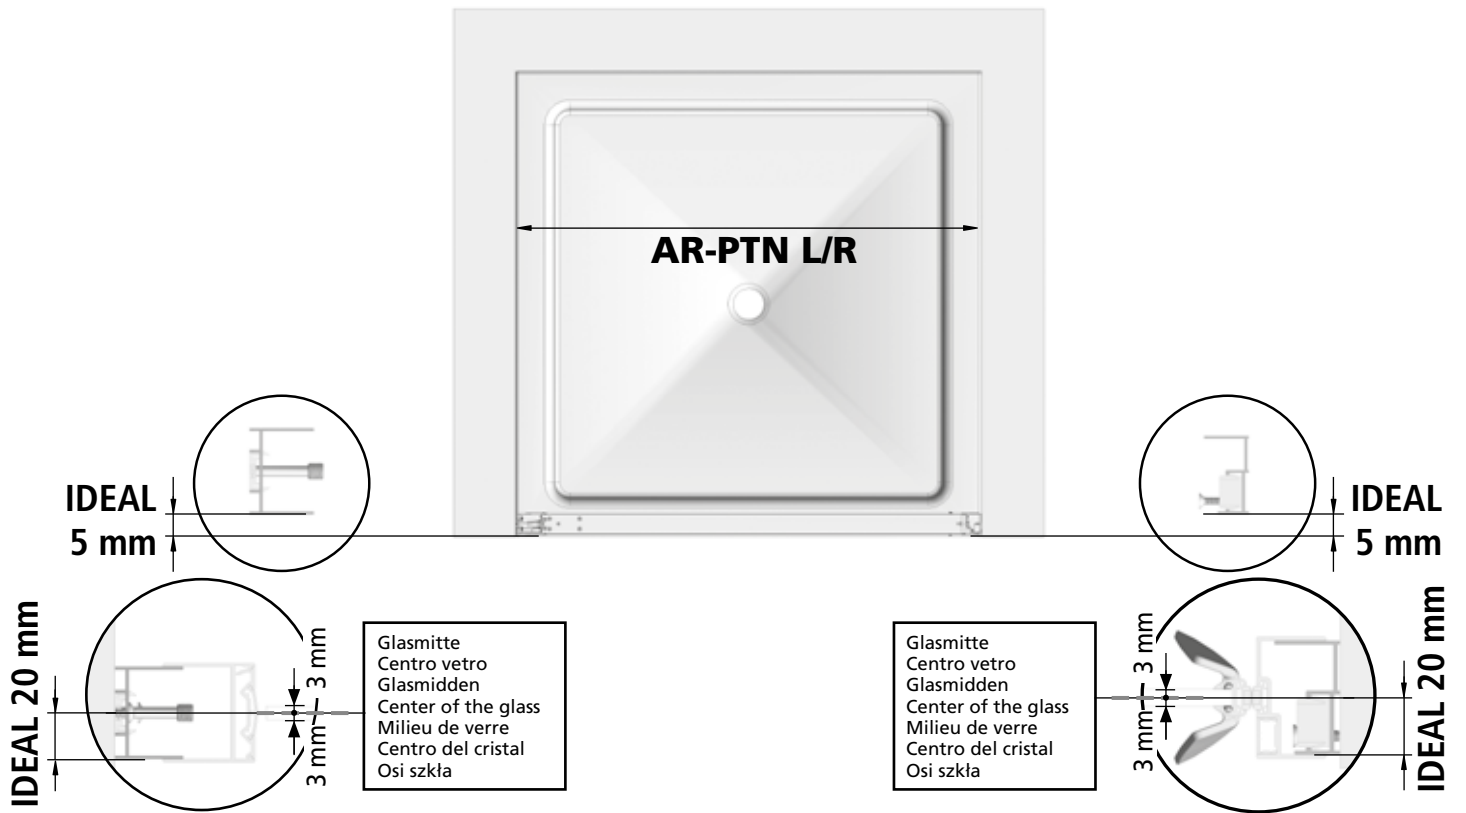 AR-PTN L/R
IDEAL
5 mm
IDEAL
5 mm
IDEAL 20 mm
3 mm
3 mm
Glasmitte
Centro vetro
Glasmidden
Center of the glass
Milieu de verre
Centro del cristal
Osi szkła
Glasmitte
Centro vetro
Glasmidden
Center of the glass
Milieu de verre
Centro del cristal
Osi szkła
3 mm
3 mm
IDEAL 20 mm